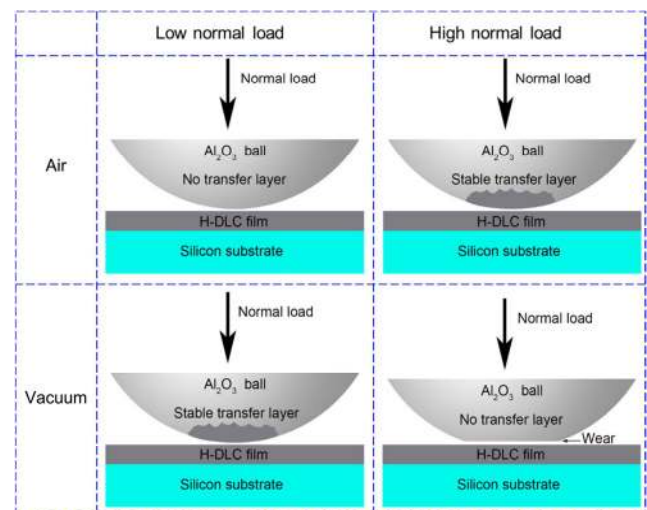 Low normal load
High normal load
Air
Normal load
Al₂O₃ ball
No transfer layer
H-DLC film
Silicon substrate
Normal load
Al₂O₃ ball
Stable transfer layer
H-DLC film
Silicon substrate
Vacuum
Normal load
Al₂O₃ ball
Stable transfer layer
H-DLC film
Silicon substrate
Normal load
Al₂O₃ ball
No transfer layer
Wear
H-DLC film
Silicon substrate